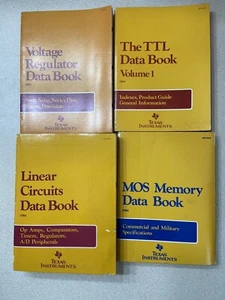 Voltage
Regulator
Data Book
TEXAS
INSTRUMENTS
The TTL
Data Book
Volume 1
Indexes, Product Guide
General Information
TEXAS
INSTRUMENTS
Linear
Circuits
Data Book
1984
Op Amps, Comparators,
Timers, Regulators,
A/D Peripherals
TEXAS
INSTRUMENTS
MOS Memory
Data Book
1984
Commercial and Military
Specifications
TEXAS
INSTRUMENTS